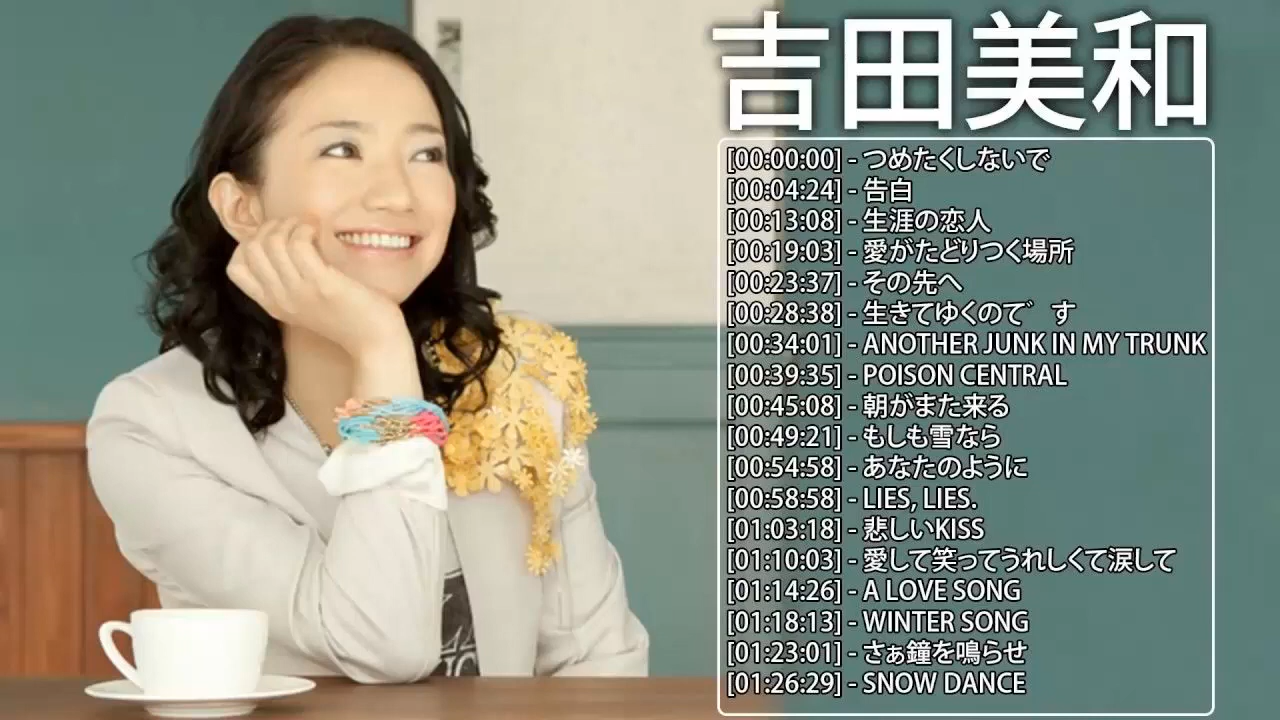 吉田美和
[00:00:00] - つめたくしないで
[00:04:24] - 告白
[00:13:08] - 生涯の恋人
[00:19:03] - 愛がたどりつく場所
[00:23:37] - その先へ
[00:28:38] - 生きてゆくのて゛す
[00:34:01] - ANOTHER JUNK IN MY TRUNK
[00:39:35] - POISON CENTRAL
[00:45:08] - 朝がまた来る
[00:49:21] - もしも雪なら
[00:54:58] - あなたのように
[00:58:58] - LIES, LIES.
[01:03:18] - 悲しいKISS
[01:10:03] - 愛して笑ってうれしくて涙して
[01:14:26] - A LOVE SONG
[01:18:13] - WINTER SONG
[01:23:01] - さぁ鐘を鳴らせ
[01:26:29] - SNOW DANCE